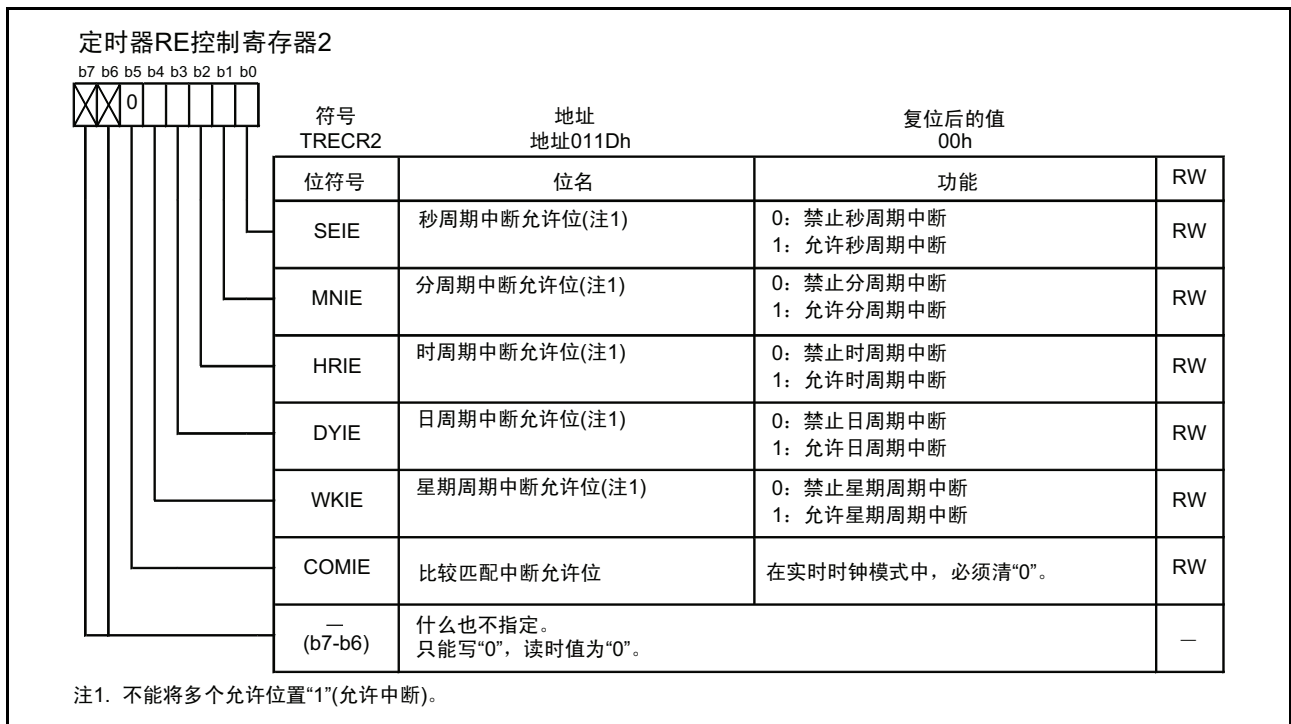 定时器RE控制寄存器2
b7 b6 b5 b4 b3 b2 b1 b0
0
符号 地址 复位后的值
TRECR2 地址011Dh 00h
位符号 位名 功能 RW
SEIE 秒周期中断允许位(注1) 0：禁止秒周期中断 RW
1：允许秒周期中断
MNIE 分周期中断允许位(注1) 0：禁止分周期中断 RW
1：允许分周期中断
HRIE 时周期中断允许位(注1) 0：禁止时周期中断 RW
1：允许时周期中断
DYIE 日周期中断允许位(注1) 0：禁止日周期中断 RW
1：允许日周期中断
WKIE 星期周期中断允许位(注1) 0：禁止星期周期中断 RW
1：允许星期周期中断
COMIE 比较匹配中断允许位 在实时时钟模式中，必须清“0”。 RW
— 什么也不指定。 —
(b7-b6) 只能写“0”，读时值为“0”。
注1. 不能将多个允许位置“1”(允许中断)。